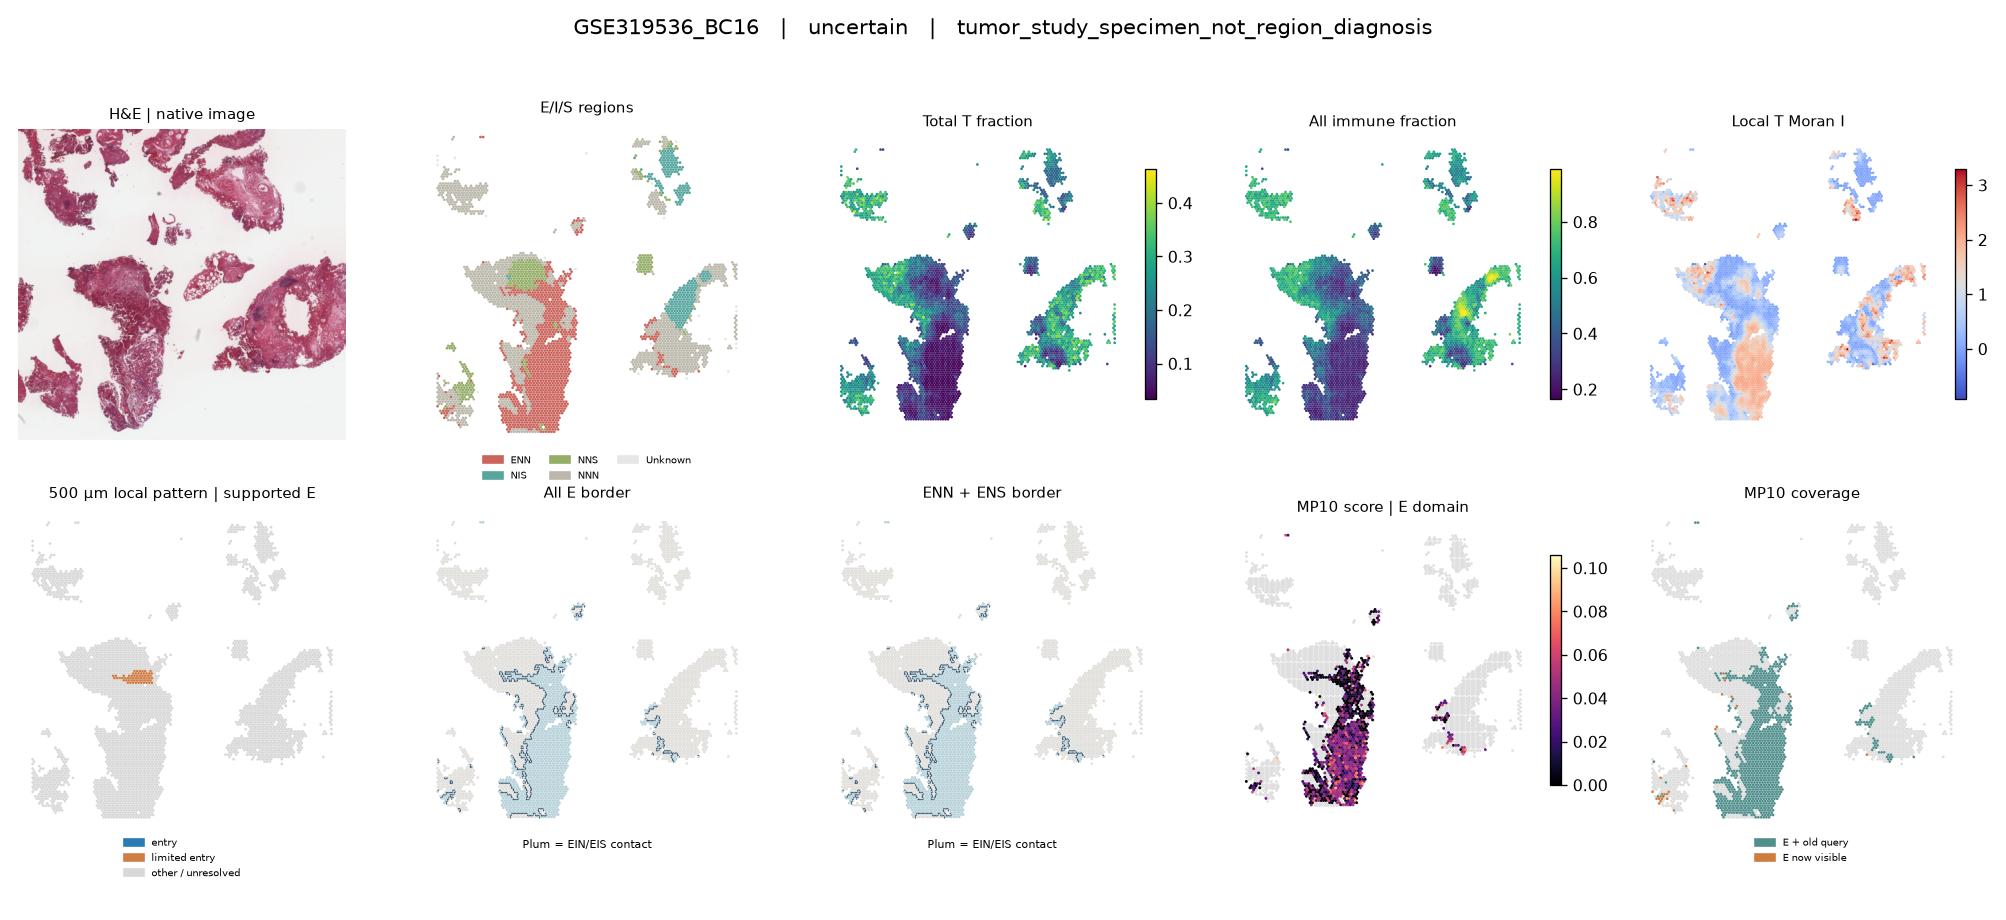 GSE319536_BC16 | uncertain | tumor_study_specimen_not_region_diagnosis
H&E | native image
E/I/S regions
ENN
NIS
NNS
NNN
Unknown
Total T fraction
0.4
0.3
0.2
0.1
All immune fraction
0.8
0.6
0.4
0.2
Local T Moran I
3
2
1
0
500 µm local pattern | supported E
entry
limited entry
other / unresolved
All E border
Plum = EIN/EIS contact
ENN + ENS border
Plum = EIN/EIS contact
MP10 score | E domain
0.10
0.08
0.06
0.04
0.02
0.00
MP10 coverage
E + old query
E now visible